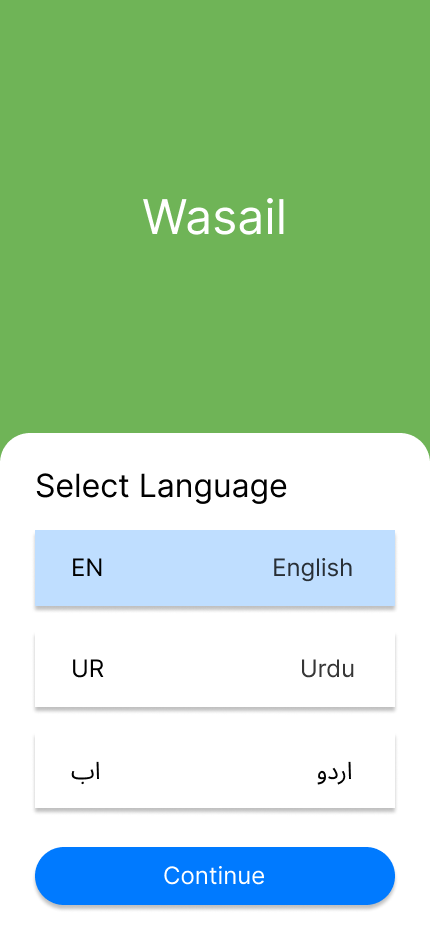 Wasail
Select Language
EN English
UR Urdu
اب اردو
Continue